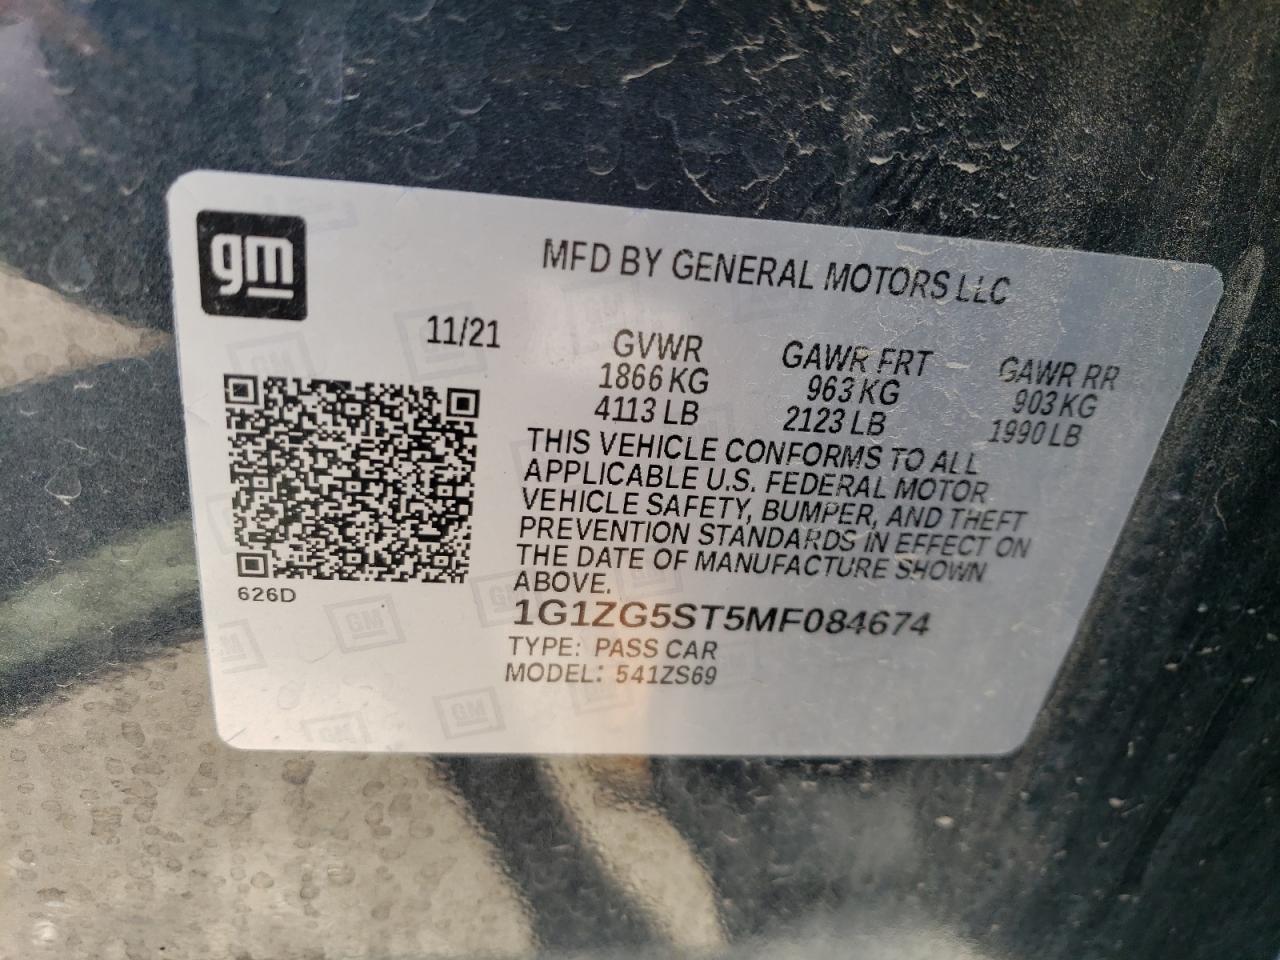 gm
MFD BY GENERAL MOTORS LLC
11/21
GVWR GAWR FRT GAWR RR
1866 KG 963 KG 903 KG
4113 LB 2123 LB 1990 LB
THIS VEHICLE CONFORMS TO ALL
APPLICABLE U.S. FEDERAL MOTOR
VEHICLE SAFETY, BUMPER, AND THEFT
PREVENTION STANDARDS IN EFFECT ON
THE DATE OF MANUFACTURE SHOWN
ABOVE.
626D
1G1ZG5ST5MF084674
TYPE: PASS CAR
MODEL: 541ZS69